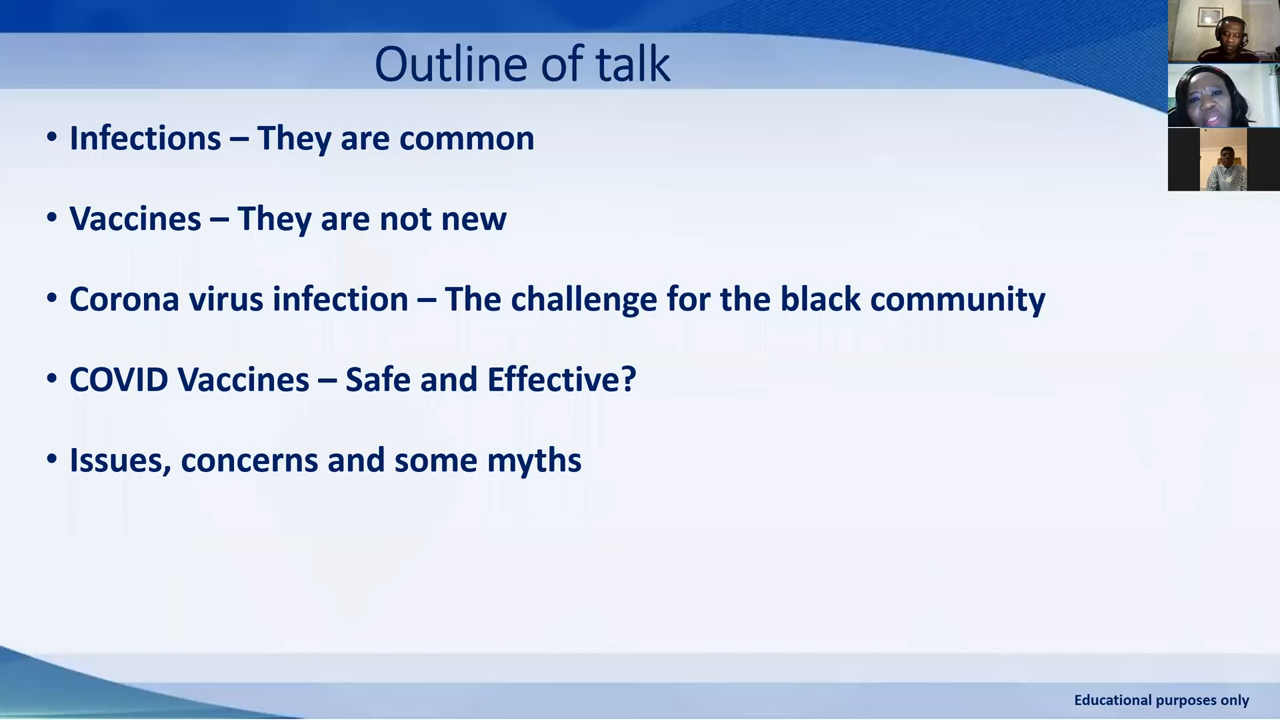 Outline of talk
• Infections – They are common
• Vaccines – They are not new
• Corona virus infection – The challenge for the black community
• COVID Vaccines – Safe and Effective?
• Issues, concerns and some myths
Educational purposes only